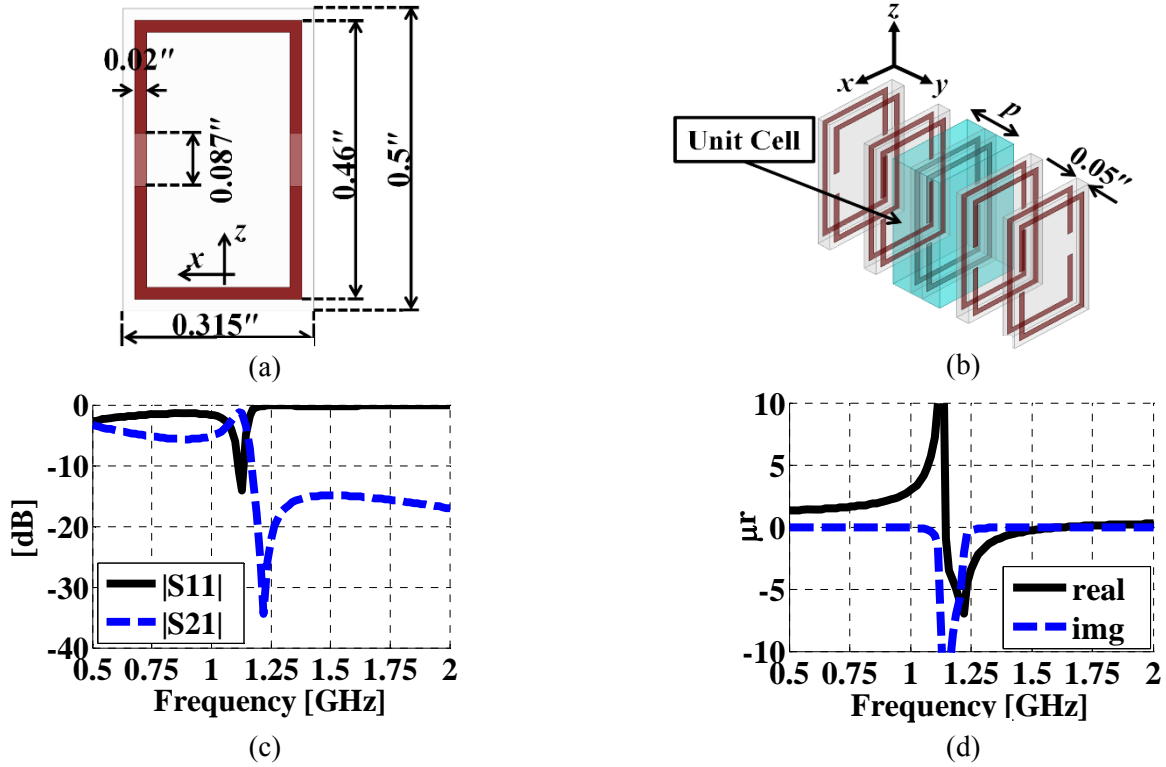 (a)
0.02″
0.087″
0.46″
0.5″
z
x
0.315″
z
x
y
p
Unit Cell
0.05″
(a)
(b)
0
-10
-20
-30
-40
[dB]
|S11|
|S21|
0.5 0.75 1 1.25 1.5 1.75 2
Frequency [GHz]
(c)
10
5
0
-5
-10
μr
real
img
0.5 0.75 1 1.25 1.5 1.75 2
Frequency [GHz]
(d)